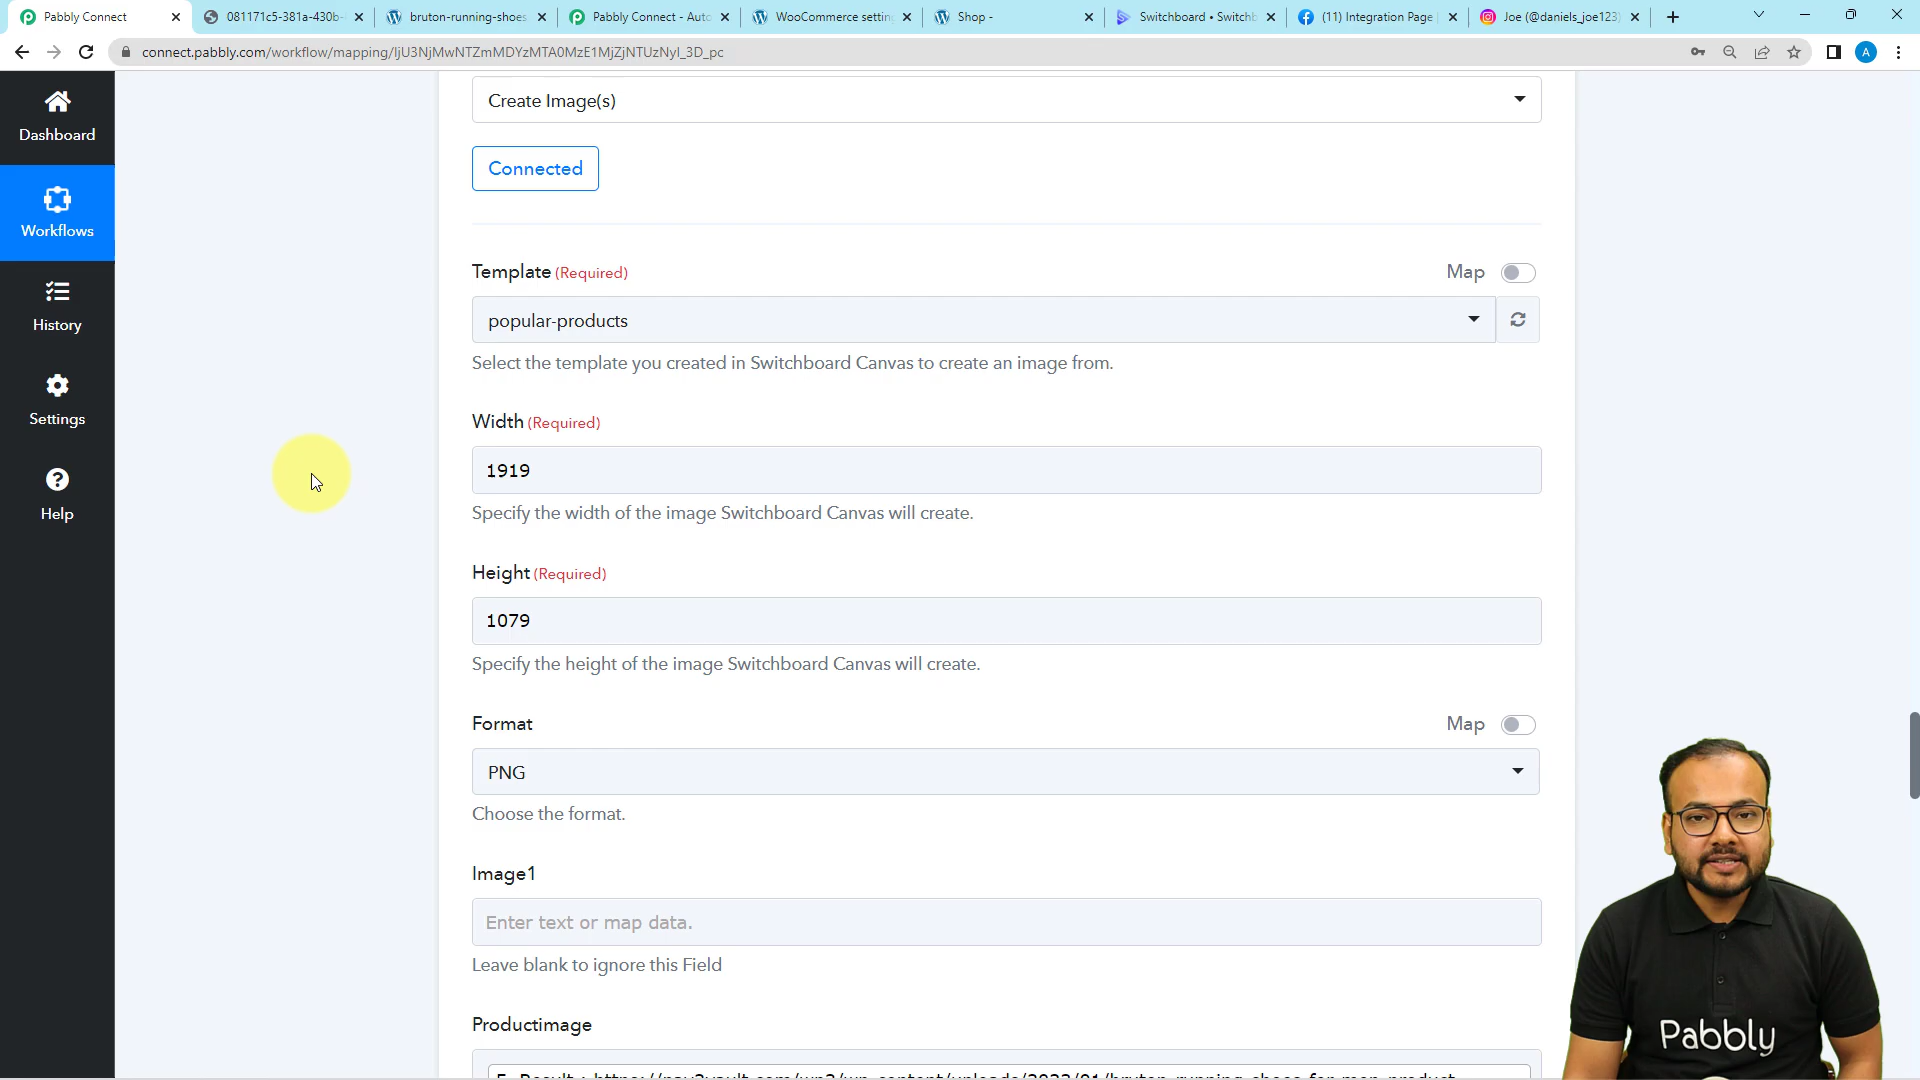 Pabbly Connect
081171c5-381a-430b-
bruton-running-shoes
Pabbly Connect - Auto
WooCommerce settin
Shop -
Switchboard • Switchb
(11) Integration Page
Joe (@daniels_joe123)
connect.pabbly.com/workflow/mapping/
A
Dashboard
Workflows
History
Settings
Help
Create Image(s)
Connected
Template (Required)
Map
popular-products
Select the template you created in Switchboard Canvas to create an image from.
Width (Required)
1919
Specify the width of the image Switchboard Canvas will create.
Height (Required)
1079
Specify the height of the image Switchboard Canvas will create.
Format
Map
PNG
Choose the format.
Image1
Enter text or map data.
Leave blank to ignore this Field
Productimage
Pabbly